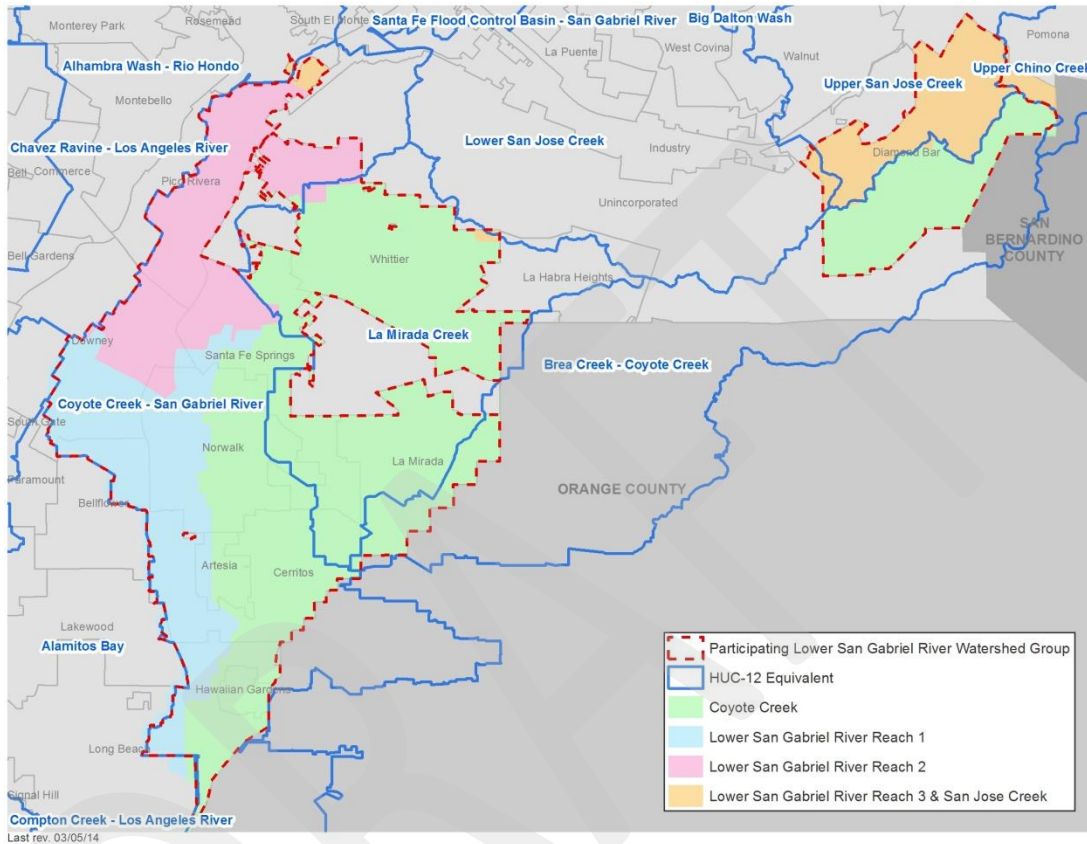 Monterey Park
Rosemead
South El Monte
Santa Fe Flood Control Basin - San Gabriel River
Big Dalton Wash
La Puente
West Covina
Walnut
Pomona
Alhambra Wash - Rio Hondo
Upper San Jose Creek
Upper Chino Creek
Montebello
Chavez Ravine - Los Angeles River
Lower San Jose Creek
Industry
Diamond Bar
Bell
Commerce
Pico Rivera
Unincorporated
SAN
BERNARDINO
COUNTY
Bell Gardens
Whittier
La Habra Heights
Downey
La Mirada Creek
Santa Fe Springs
Brea Creek - Coyote Creek
Coyote Creek - San Gabriel River
South Gate
Norwalk
La Mirada
Paramount
ORANGE COUNTY
Bellflower
Artesia
Cerritos
Lakewood
Alamitos Bay
Hawaiian Gardens
Long Beach
Signal Hill
Compton Creek - Los Angeles River
Participating Lower San Gabriel River Watershed Group
HUC-12 Equivalent
Coyote Creek
Lower San Gabriel River Reach 1
Lower San Gabriel River Reach 2
Lower San Gabriel River Reach 3 & San Jose Creek
Last rev. 03/05/14